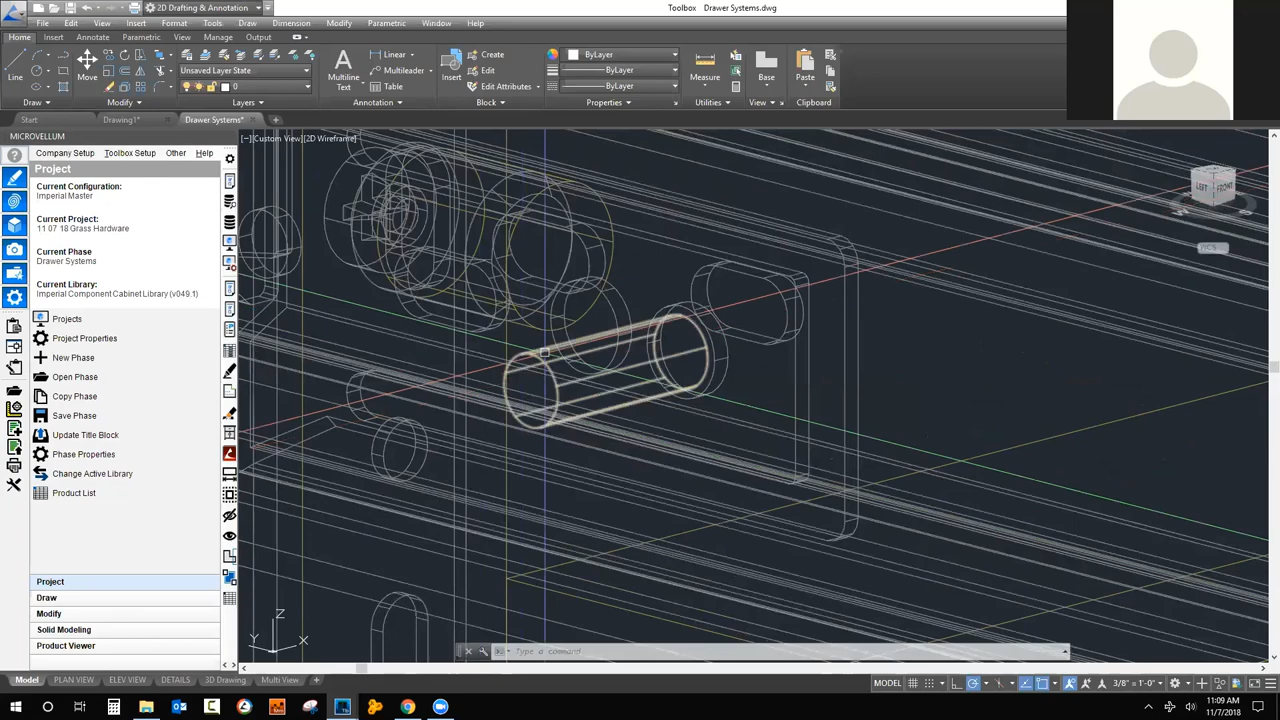 2D Drafting & Annotation
Toolbox Drawer Systems.dwg
File Edit View Insert Format Tools Draw Dimension Modify Parametric Window Help
Home Insert Annotate Parametric View Manage Output
Line
Move
Draw
Modify
Unsaved Layer State
0
Layers
Multiline Text
Linear
Multileader
Table
Annotation
Insert
Create
Edit
Edit Attributes
Block
ByLayer
ByLayer
ByLayer
Properties
Measure
Utilities
Base
View
Paste
Clipboard
Start Drawing1* Drawer Systems*
MICROVELLUM
Company Setup Toolbox Setup Other Help
Project
Current Configuration:
Imperial Master
Current Project:
11 07 18 Grass Hardware
Current Phase
Drawer Systems
Current Library:
Imperial Component Cabinet Library (v049.1)
Projects
Project Properties
New Phase
Open Phase
Copy Phase
Save Phase
Update Title Block
Phase Properties
Change Active Library
Product List
Project
Draw
Modify
Solid Modeling
Product Viewer
[−][Custom View][2D Wireframe]
LEFT FRONT
WCS
Z
Y X
Type a command
Model PLAN VIEW ELEV VIEW DETAILS 3D Drawing Multi View
MODEL
3/8" = 1'-0"
11:09 AM
11/7/2018